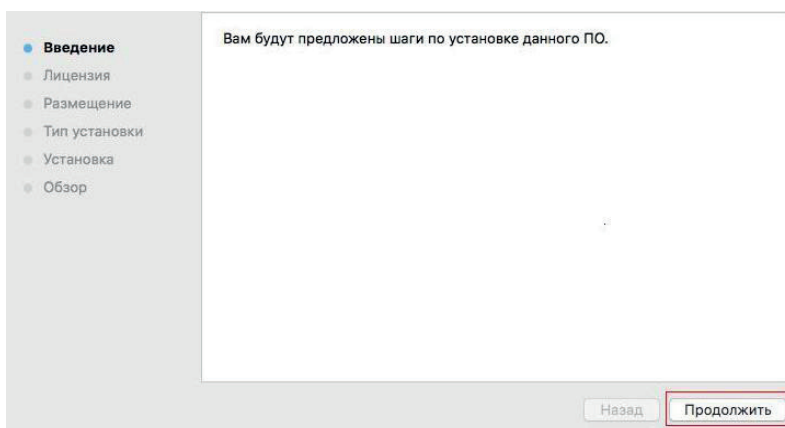 Введение
Лицензия
Размещение
Тип установки
Установка
Обзор
Вам будут предложены шаги по установке данного ПО.
Назад
Продолжить